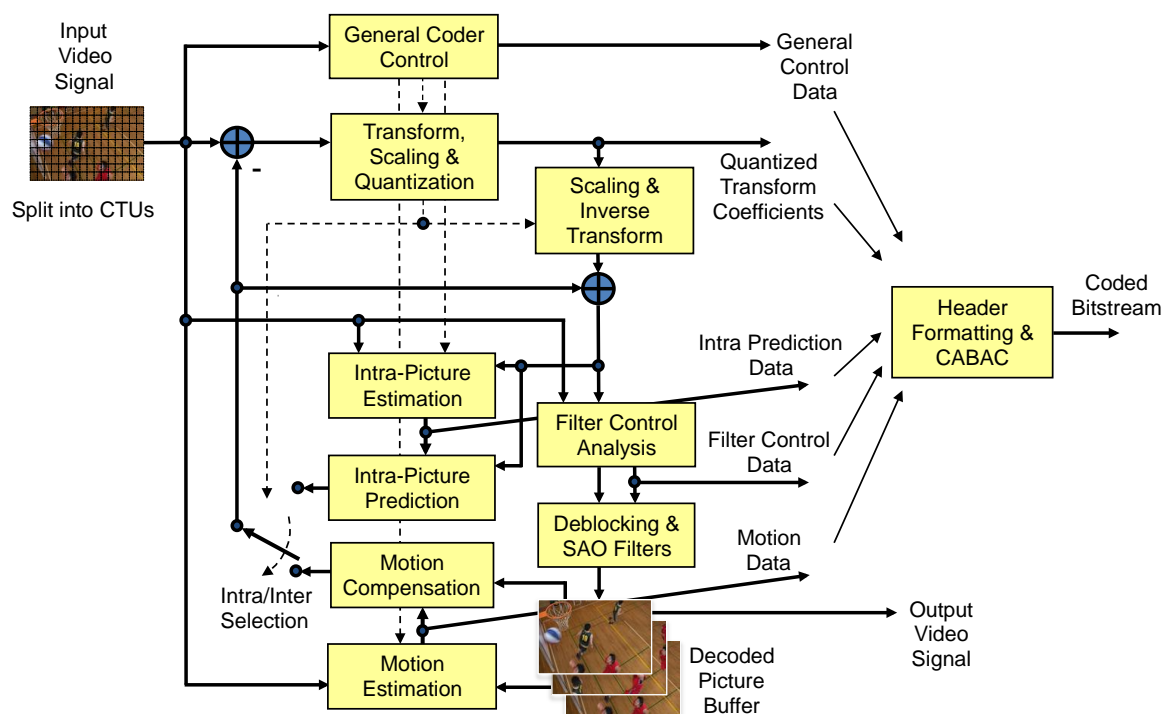 Input
Video
Signal
Split into CTUs
General Coder
Control
General
Control
Data
Transform,
Scaling &
Quantization
-
Quantized
Transform
Coefficients
Scaling &
Inverse
Transform
Header
Formatting &
CABAC
Coded
Bitstream
Intra Prediction
Data
Intra-Picture
Estimation
Filter Control
Analysis
Filter Control
Data
Intra-Picture
Prediction
Deblocking &
SAO Filters
Motion
Data
Motion
Compensation
Intra/Inter
Selection
Output
Video
Signal
Motion
Estimation
Decoded
Picture
Buffer